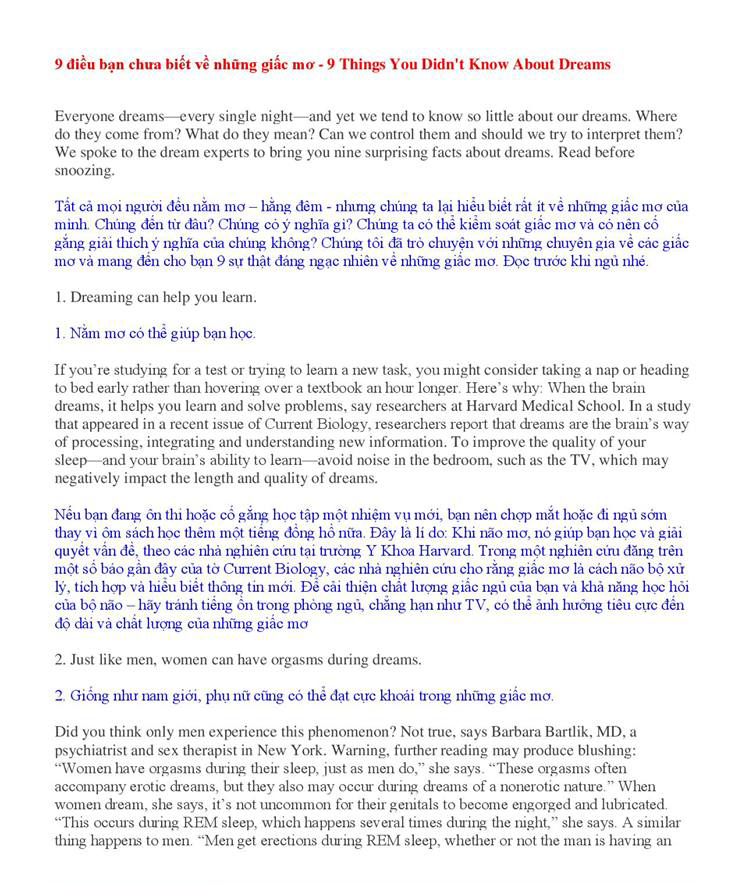 9 điều bạn chưa biết về những giấc mơ - 9 Things You Didn't Know About Dreams
Everyone dreams—every single night—and yet we tend to know so little about our dreams. Where
do they come from? What do they mean? Can we control them and should we try to interpret them?
We spoke to the dream experts to bring you nine surprising facts about dreams. Read before
snoozing.
Tất cả mọi người đều nằm mơ – hằng đêm - nhưng chúng ta lại hiểu biết rất ít về những giấc mơ của
mình. Chúng đến từ đâu? Chúng có ý nghĩa gì? Chúng ta có thể kiểm soát giấc mơ và có nên cố
gắng giải thích ý nghĩa của chúng không? Chúng tôi đã trò chuyện với những chuyên gia về các giấc
mơ và mang đến cho bạn 9 sự thật đáng ngạc nhiên về những giấc mơ. Đọc trước khi ngủ nhé.
1. Dreaming can help you learn.
1. Nằm mơ có thể giúp bạn học.
If you're studying for a test or trying to learn a new task, you might consider taking a nap or heading
to bed early rather than hovering over a textbook an hour longer. Here's why: When the brain
dreams, it helps you learn and solve problems, say researchers at Harvard Medical School. In a study
that appeared in a recent issue of Current Biology, researchers report that dreams are the brain's way
of processing, integrating and understanding new information. To improve the quality of your
sleep—and your brain's ability to learn—avoid noise in the bedroom, such as the TV, which may
negatively impact the length and quality of dreams.
Nếu bạn đang ôn thi hoặc cố gắng học tập một nhiệm vụ mới, bạn nên chợp mắt hoặc đi ngủ sớm
thay vì ôm sách học thêm một tiếng đồng hồ nữa. Đây là lí do: Khi não mơ, nó giúp bạn học và giải
quyết vấn đề, theo các nhà nghiên cứu tại trường Y Khoa Harvard. Trong một nghiên cứu đăng trên
một số báo gần đây của tờ Current Biology, các nhà nghiên cứu cho rằng giấc mơ là cách não bộ xử
lý, tích hợp và hiểu biết thông tin mới. Để cải thiện chất lượng giấc ngủ của bạn và khả năng học hỏi
của bộ não – hãy tránh tiếng ồn trong phòng ngủ, chẳng hạn như TV, có thể ảnh hưởng tiêu cực đến
độ dài và chất lượng của những giấc mơ
2. Just like men, women can have orgasms during dreams.
2. Giống như nam giới, phụ nữ cũng có thể đạt cực khoái trong những giấc mơ.
Did you think only men experience this phenomenon? Not true, says Barbara Bartlik, MD, a
psychiatrist and sex therapist in New York. Warning, further reading may produce blushing:
“Women have orgasms during their sleep, just as men do,” she says. “These orgasms often
accompany erotic dreams, but they also may occur during dreams of a nonerotic nature.” When
women dream, she says, it's not uncommon for their genitals to become engorged and lubricated.
“This occurs during REM sleep, which happens several times during the night,” she says. A similar
thing happens to men. “Men get erections during REM sleep, whether or not the man is having an